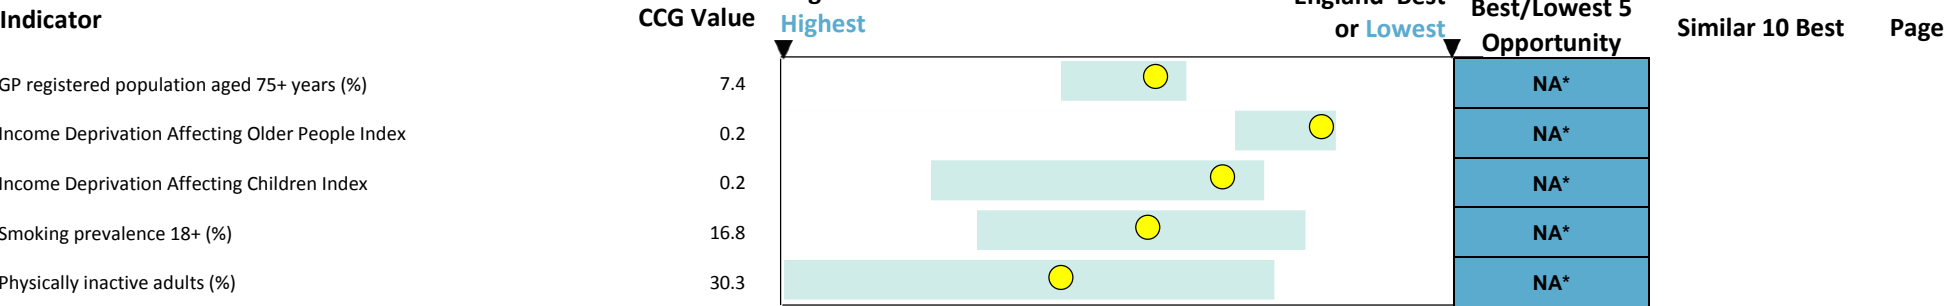 Indicator
CCG Value
Highest
or Lowest
Best/Lowest 5
Opportunity
Similar 10 Best
Page
GP registered population aged 75+ years (%) 7.4 NA*
Income Deprivation Affecting Older People Index 0.2 NA*
Income Deprivation Affecting Children Index 0.2 NA*
Smoking prevalence 18+ (%) 16.8 NA*
Physically inactive adults (%) 30.3 NA*